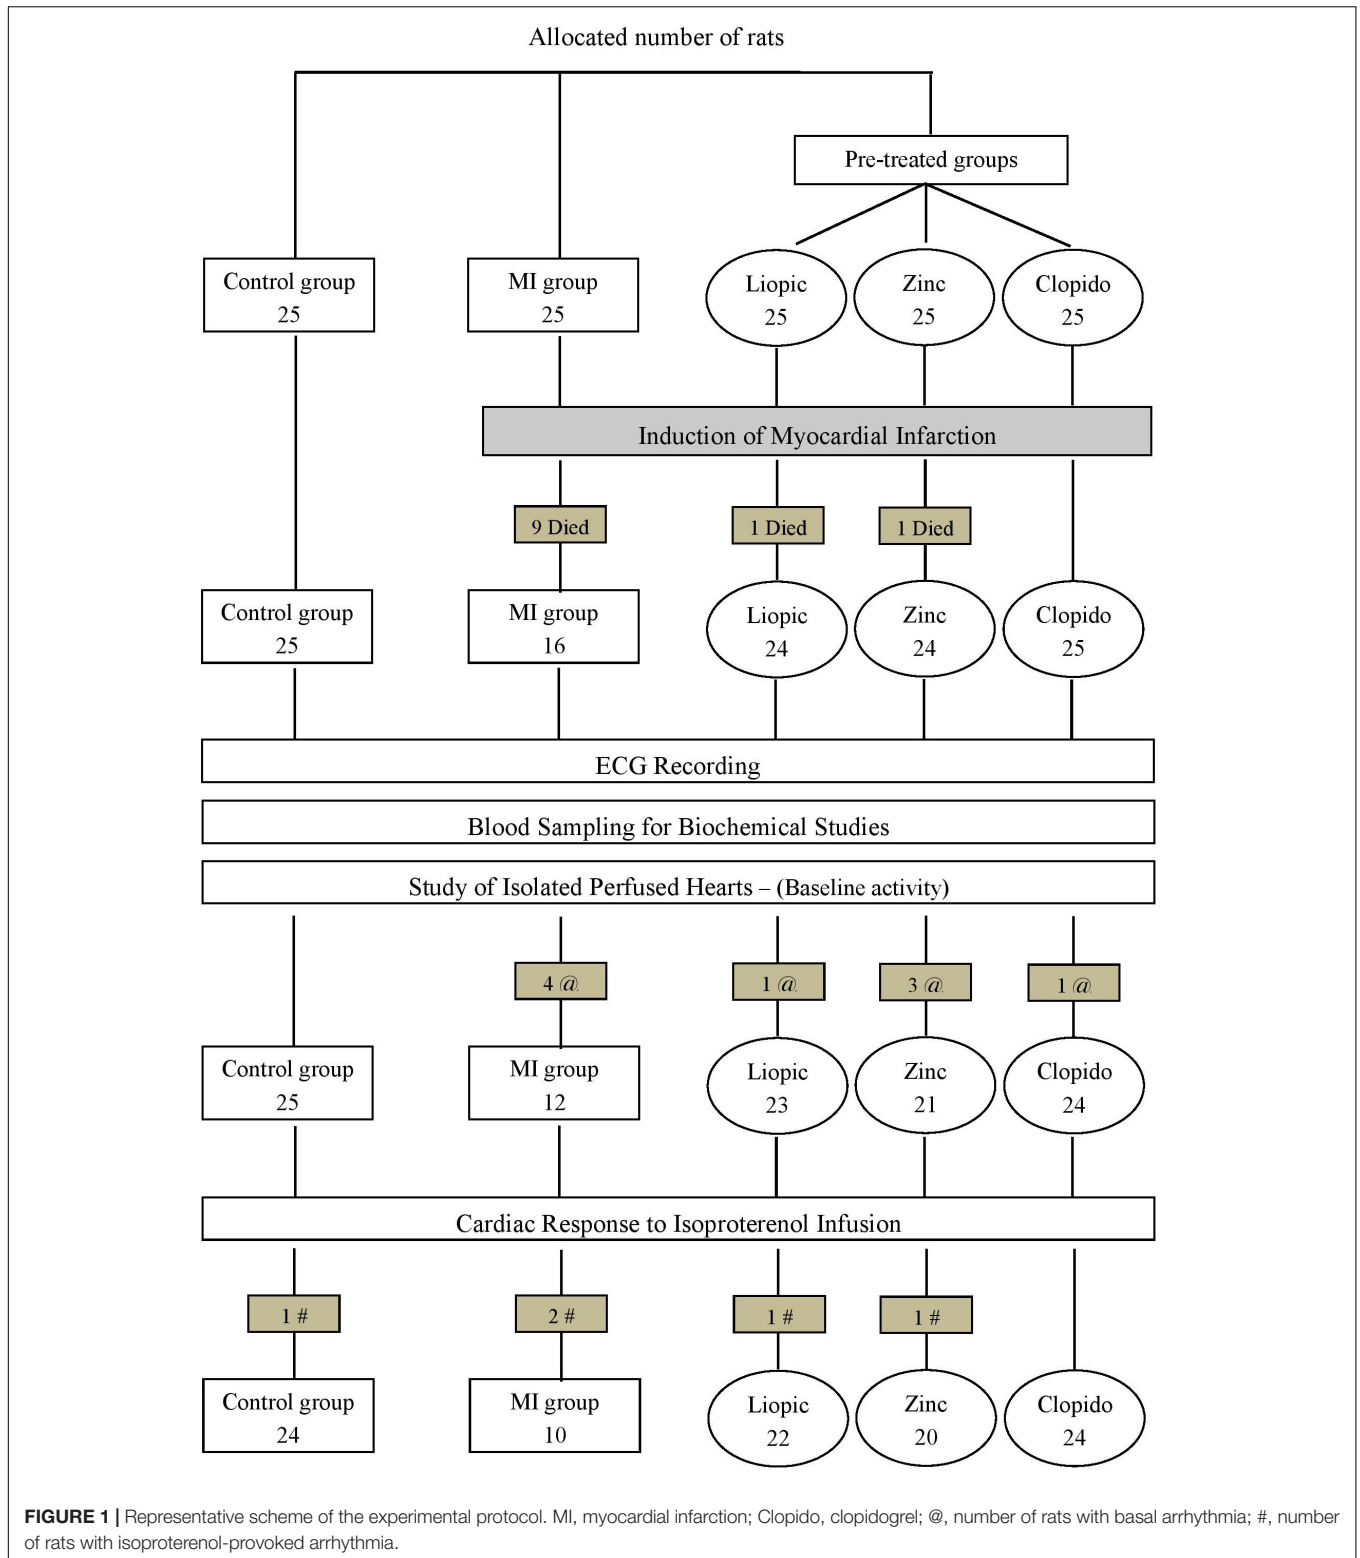 Allocated number of rats
Pre-treated groups
Control group
25
MI group
25
Liopic
25
Zinc
25
Clopido
25
Induction of Myocardial Infarction
9 Died
1 Died
1 Died
Control group
25
MI group
16
Liopic
24
Zinc
24
Clopido
25
ECG Recording
Blood Sampling for Biochemical Studies
Study of Isolated Perfused Hearts – (Baseline activity)
4 @
1 @
3 @
1 @
Control group
25
MI group
12
Liopic
23
Zinc
21
Clopido
24
Cardiac Response to Isoproterenol Infusion
1 #
2 #
1 #
1 #
Control group
24
MI group
10
Liopic
22
Zinc
20
Clopido
24
FIGURE 1 | Representative scheme of the experimental protocol. MI, myocardial infarction; Clopido, clopidogrel; @, number of rats with basal arrhythmia; #, number
of rats with isoproterenol-provoked arrhythmia.